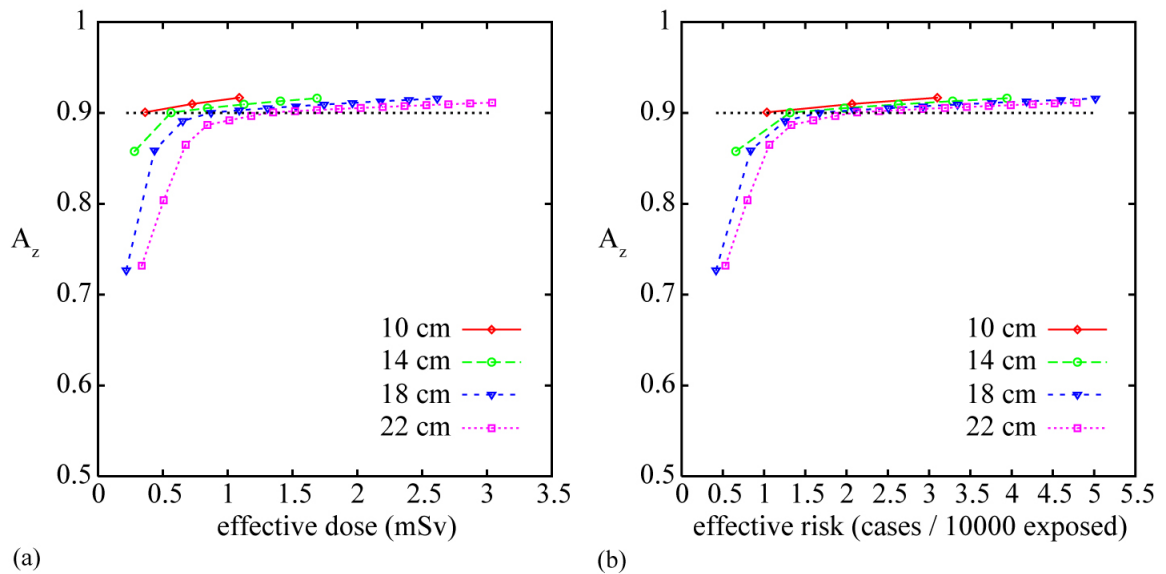 1
0.9
0.8
A_z
0.7
0.6
0.5
10 cm
14 cm
18 cm
22 cm
0 0.5 1 1.5 2 2.5 3 3.5
effective dose (mSv)
(a)
1
0.9
0.8
A_z
0.7
0.6
0.5
10 cm
14 cm
18 cm
22 cm
0 0.5 1 1.5 2 2.5 3 3.5 4 4.5 5 5.5
effective risk (cases / 10000 exposed)
(b)